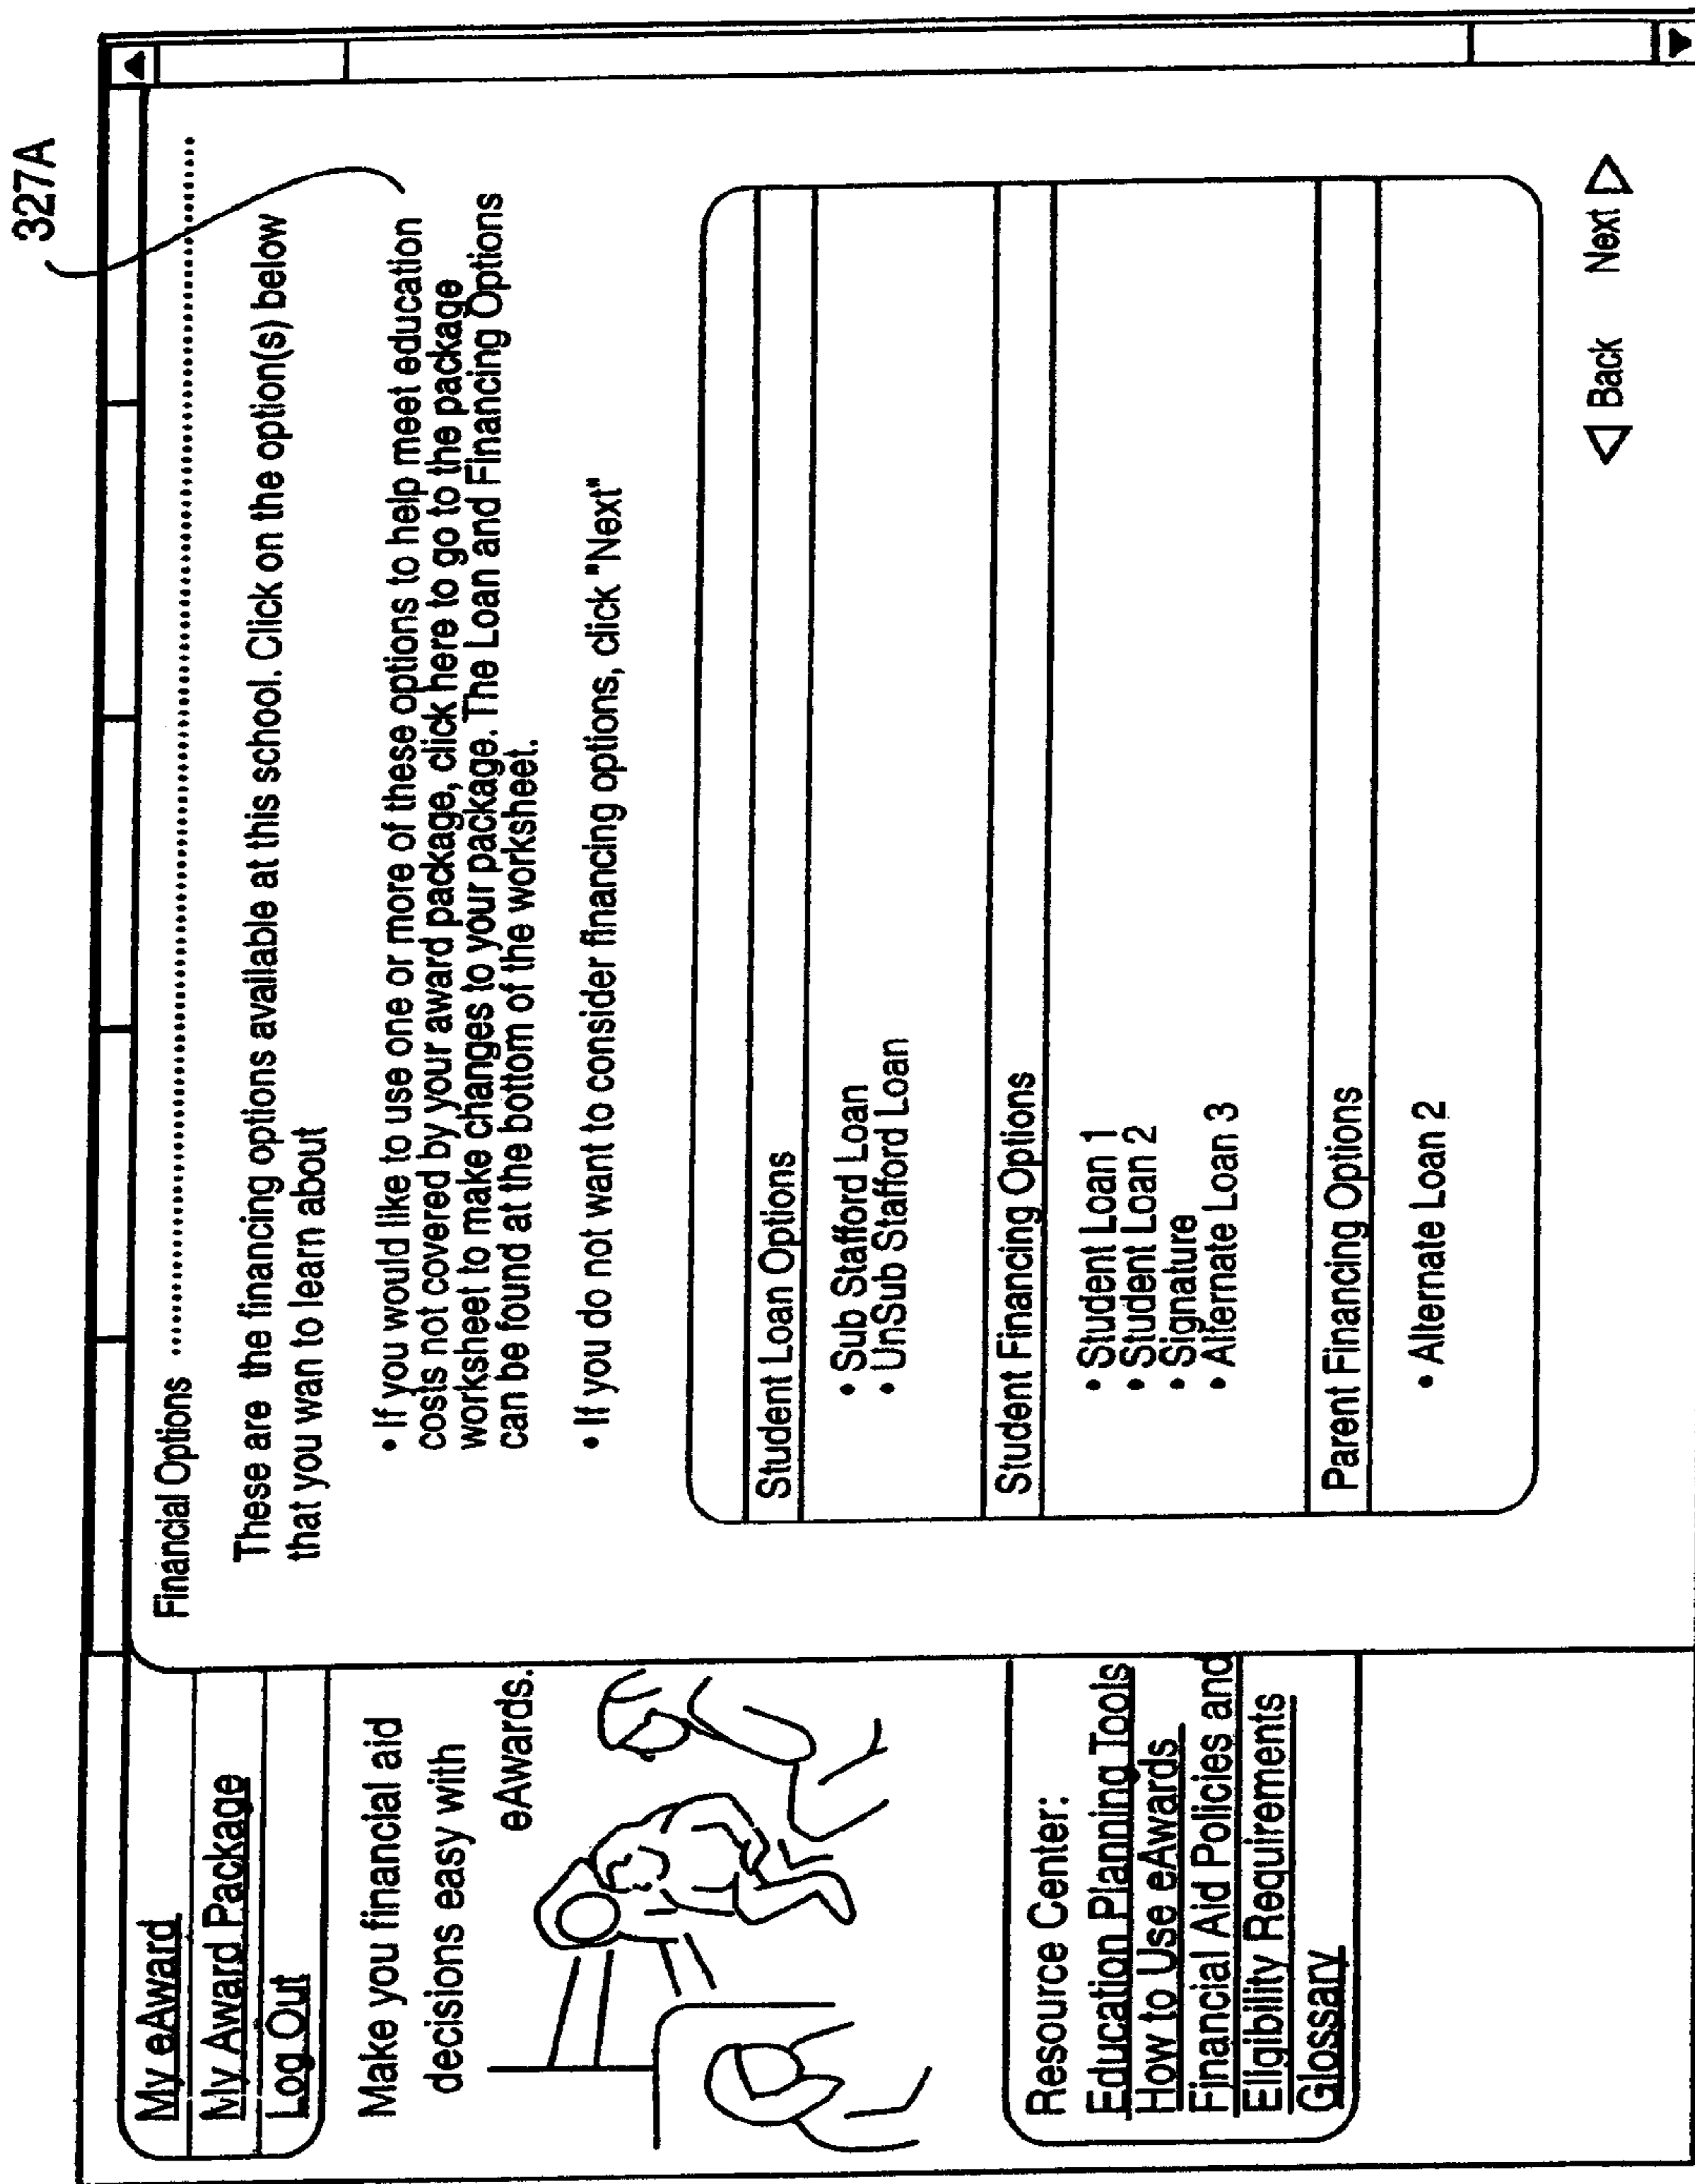 327A
My eAward
My Award Package
Log Out
Make you financial aid
decisions easy with
eAwards.
Resource Center:
Education Planning Tools
How to Use eAwards
Financial Aid Policies and
Eligibility Requirements
Glossary
Financial Options
These are the financing options available at this school. Click on the option(s) below
that you wan to learn about
• If you would like to use one or more of these options to help meet education
costs not covered by your award package, click here to go to the package
worksheet to make changes to your package. The Loan and Financing Options
can be found at the bottom of the worksheet.
• If you do not want to consider financing options, click "Next"
Student Loan Options
• Sub Stafford Loan
• UnSub Stafford Loan
Student Financing Options
• Student Loan 1
• Student Loan 2
• Signature
• Alternate Loan 3
Parent Financing Options
• Alternate Loan 2
Back Next